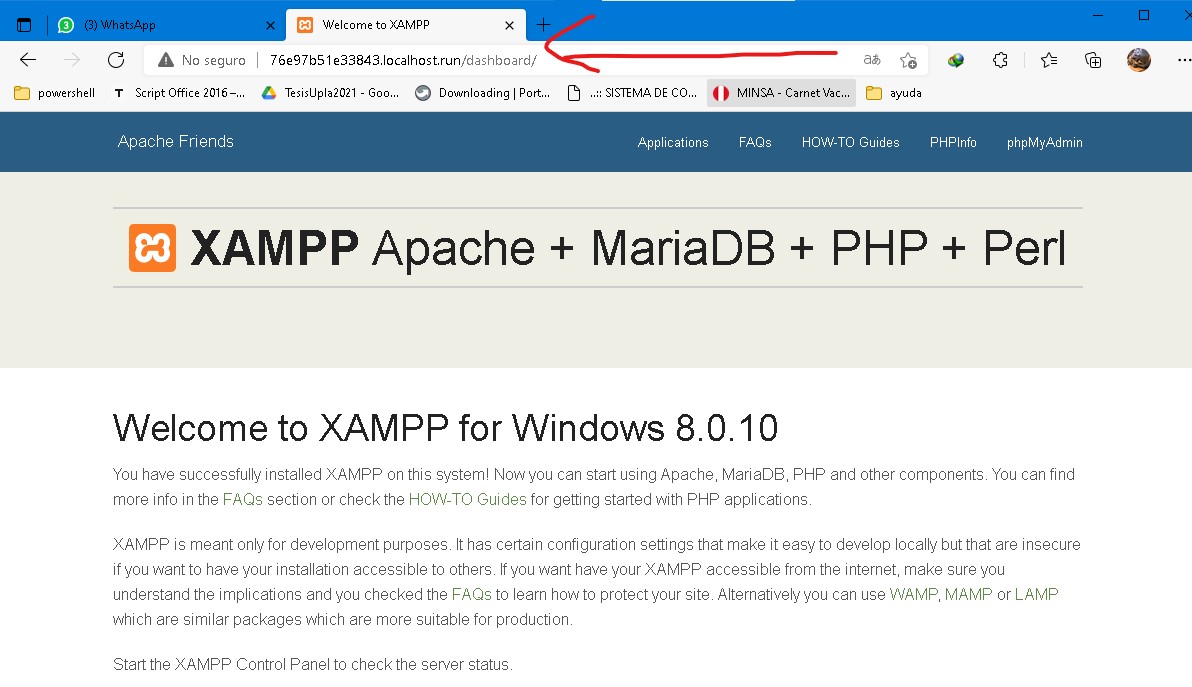 3 (3) WhatsApp Welcome to XAMPP
No seguro 76e97b51e33843.localhost.run/dashboard/ aあ
powershell T Script Office 2016 –... TesisUpla2021 - Goo... Downloading | Port... ..:: SISTEMA DE CO... MINSA - Carnet Vac... ayuda
Apache Friends Applications FAQs HOW-TO Guides PHPInfo phpMyAdmin
XAMPP Apache + MariaDB + PHP + Perl
Welcome to XAMPP for Windows 8.0.10
You have successfully installed XAMPP on this system! Now you can start using Apache, MariaDB, PHP and other components. You can find
more info in the FAQs section or check the HOW-TO Guides for getting started with PHP applications.
XAMPP is meant only for development purposes. It has certain configuration settings that make it easy to develop locally but that are insecure
if you want to have your installation accessible to others. If you want have your XAMPP accessible from the internet, make sure you
understand the implications and you checked the FAQs to learn how to protect your site. Alternatively you can use WAMP, MAMP or LAMP
which are similar packages which are more suitable for production.
Start the XAMPP Control Panel to check the server status.